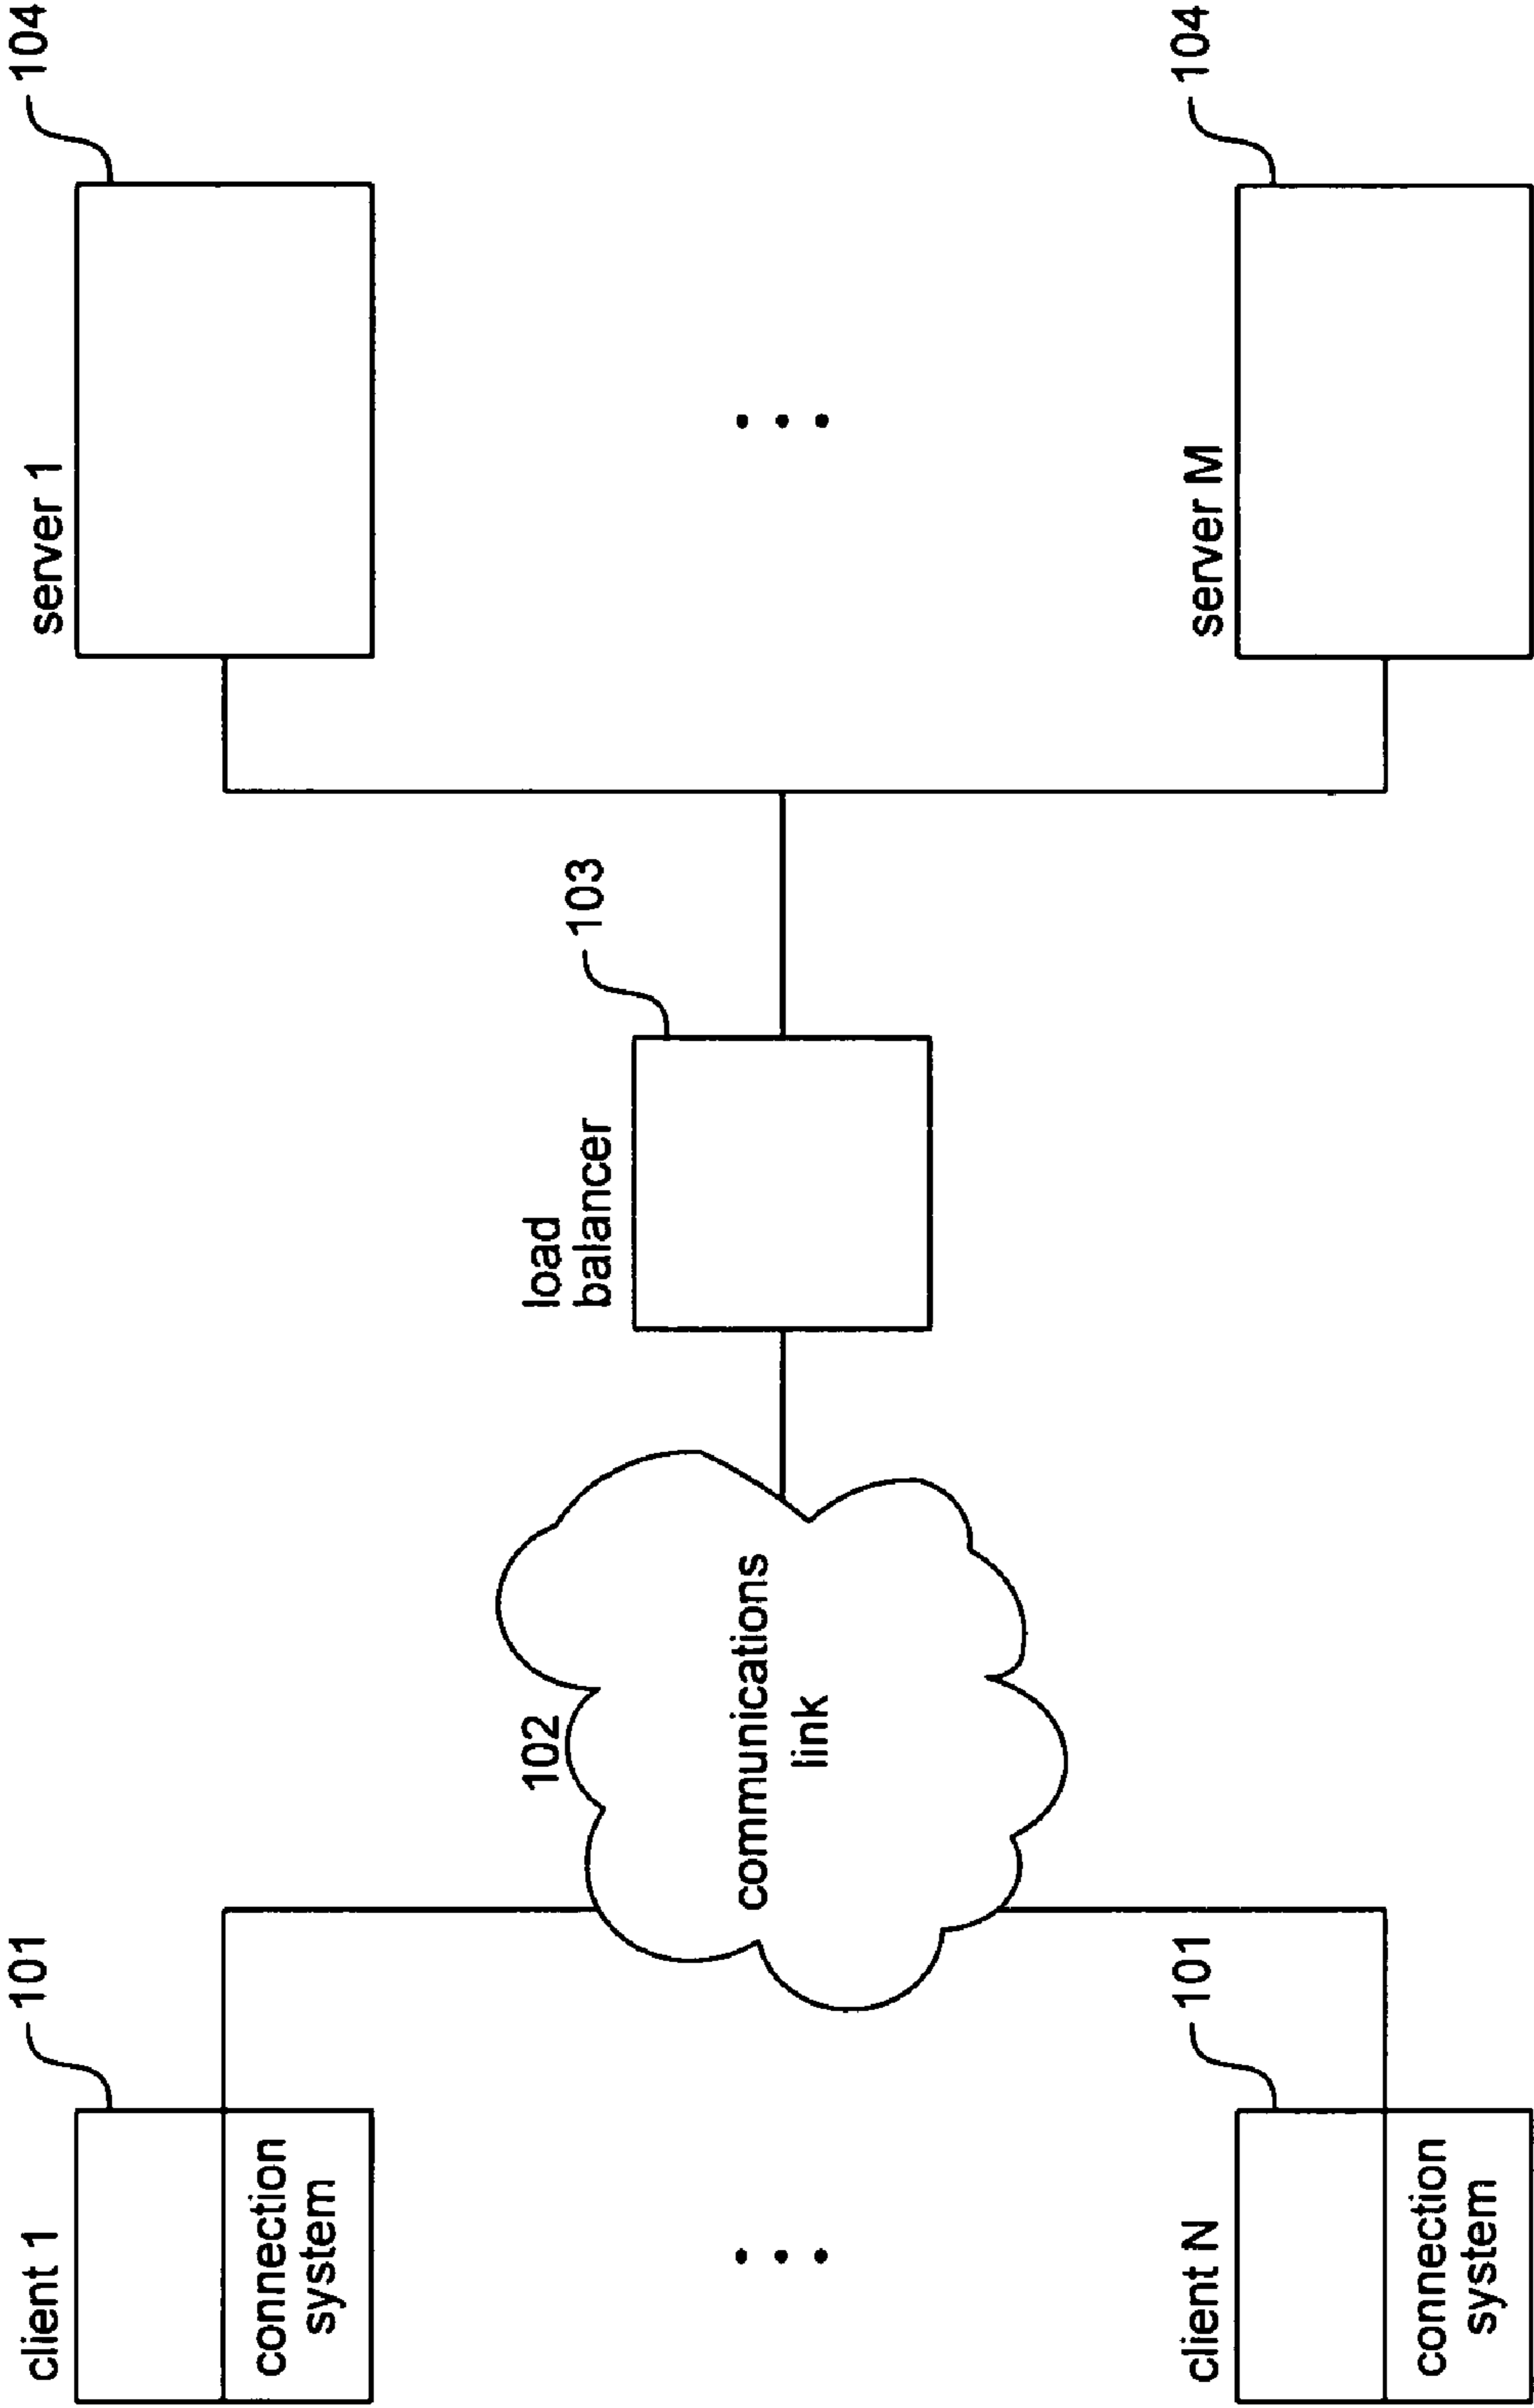 client 1
101
connection
system
client N
101
connection
system
102
communications
link
load
balancer
103
server 1
104
server M
104